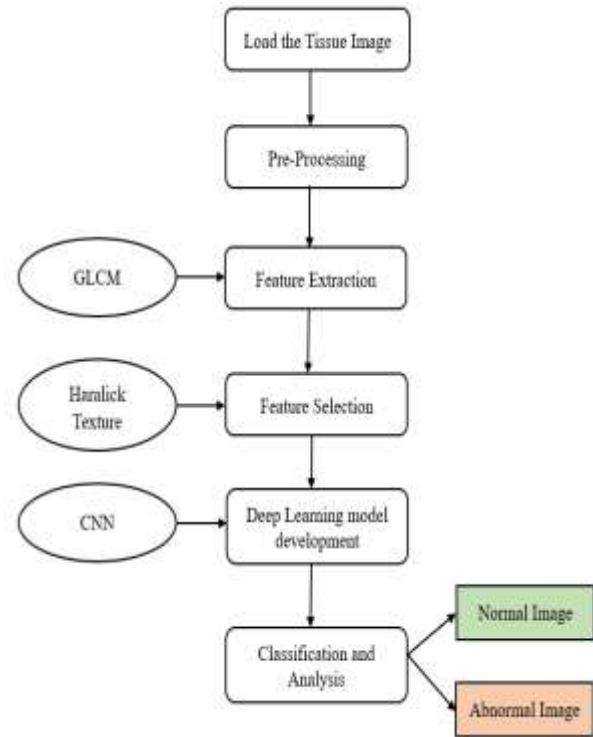 Load the Tissue Image
Pre-Processing
GLCM
Feature Extraction
Haralick
Texture
Feature Selection
CNN
Deep Learning model
development
Normal Image
Classification and
Analysis
Abnormal Image